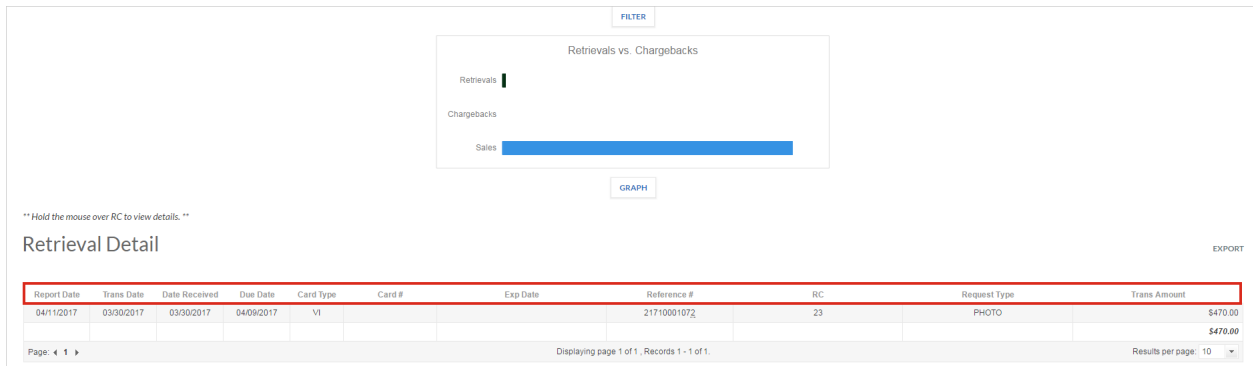 FILTER
Retrievals vs. Chargebacks
Retrievals
Chargebacks
Sales
GRAPH
** Hold the mouse over RC to view details. **
Retrieval Detail
EXPORT
Report Date Trans Date Date Received Due Date Card Type Card # Exp Date Reference # RC Request Type Trans Amount
04/11/2017 03/30/2017 03/30/2017 04/09/2017 VI 21710001072 23 PHOTO $470.00
$470.00
Page: 1 Displaying page 1 of 1 , Records 1 - 1 of 1. Results per page: 10